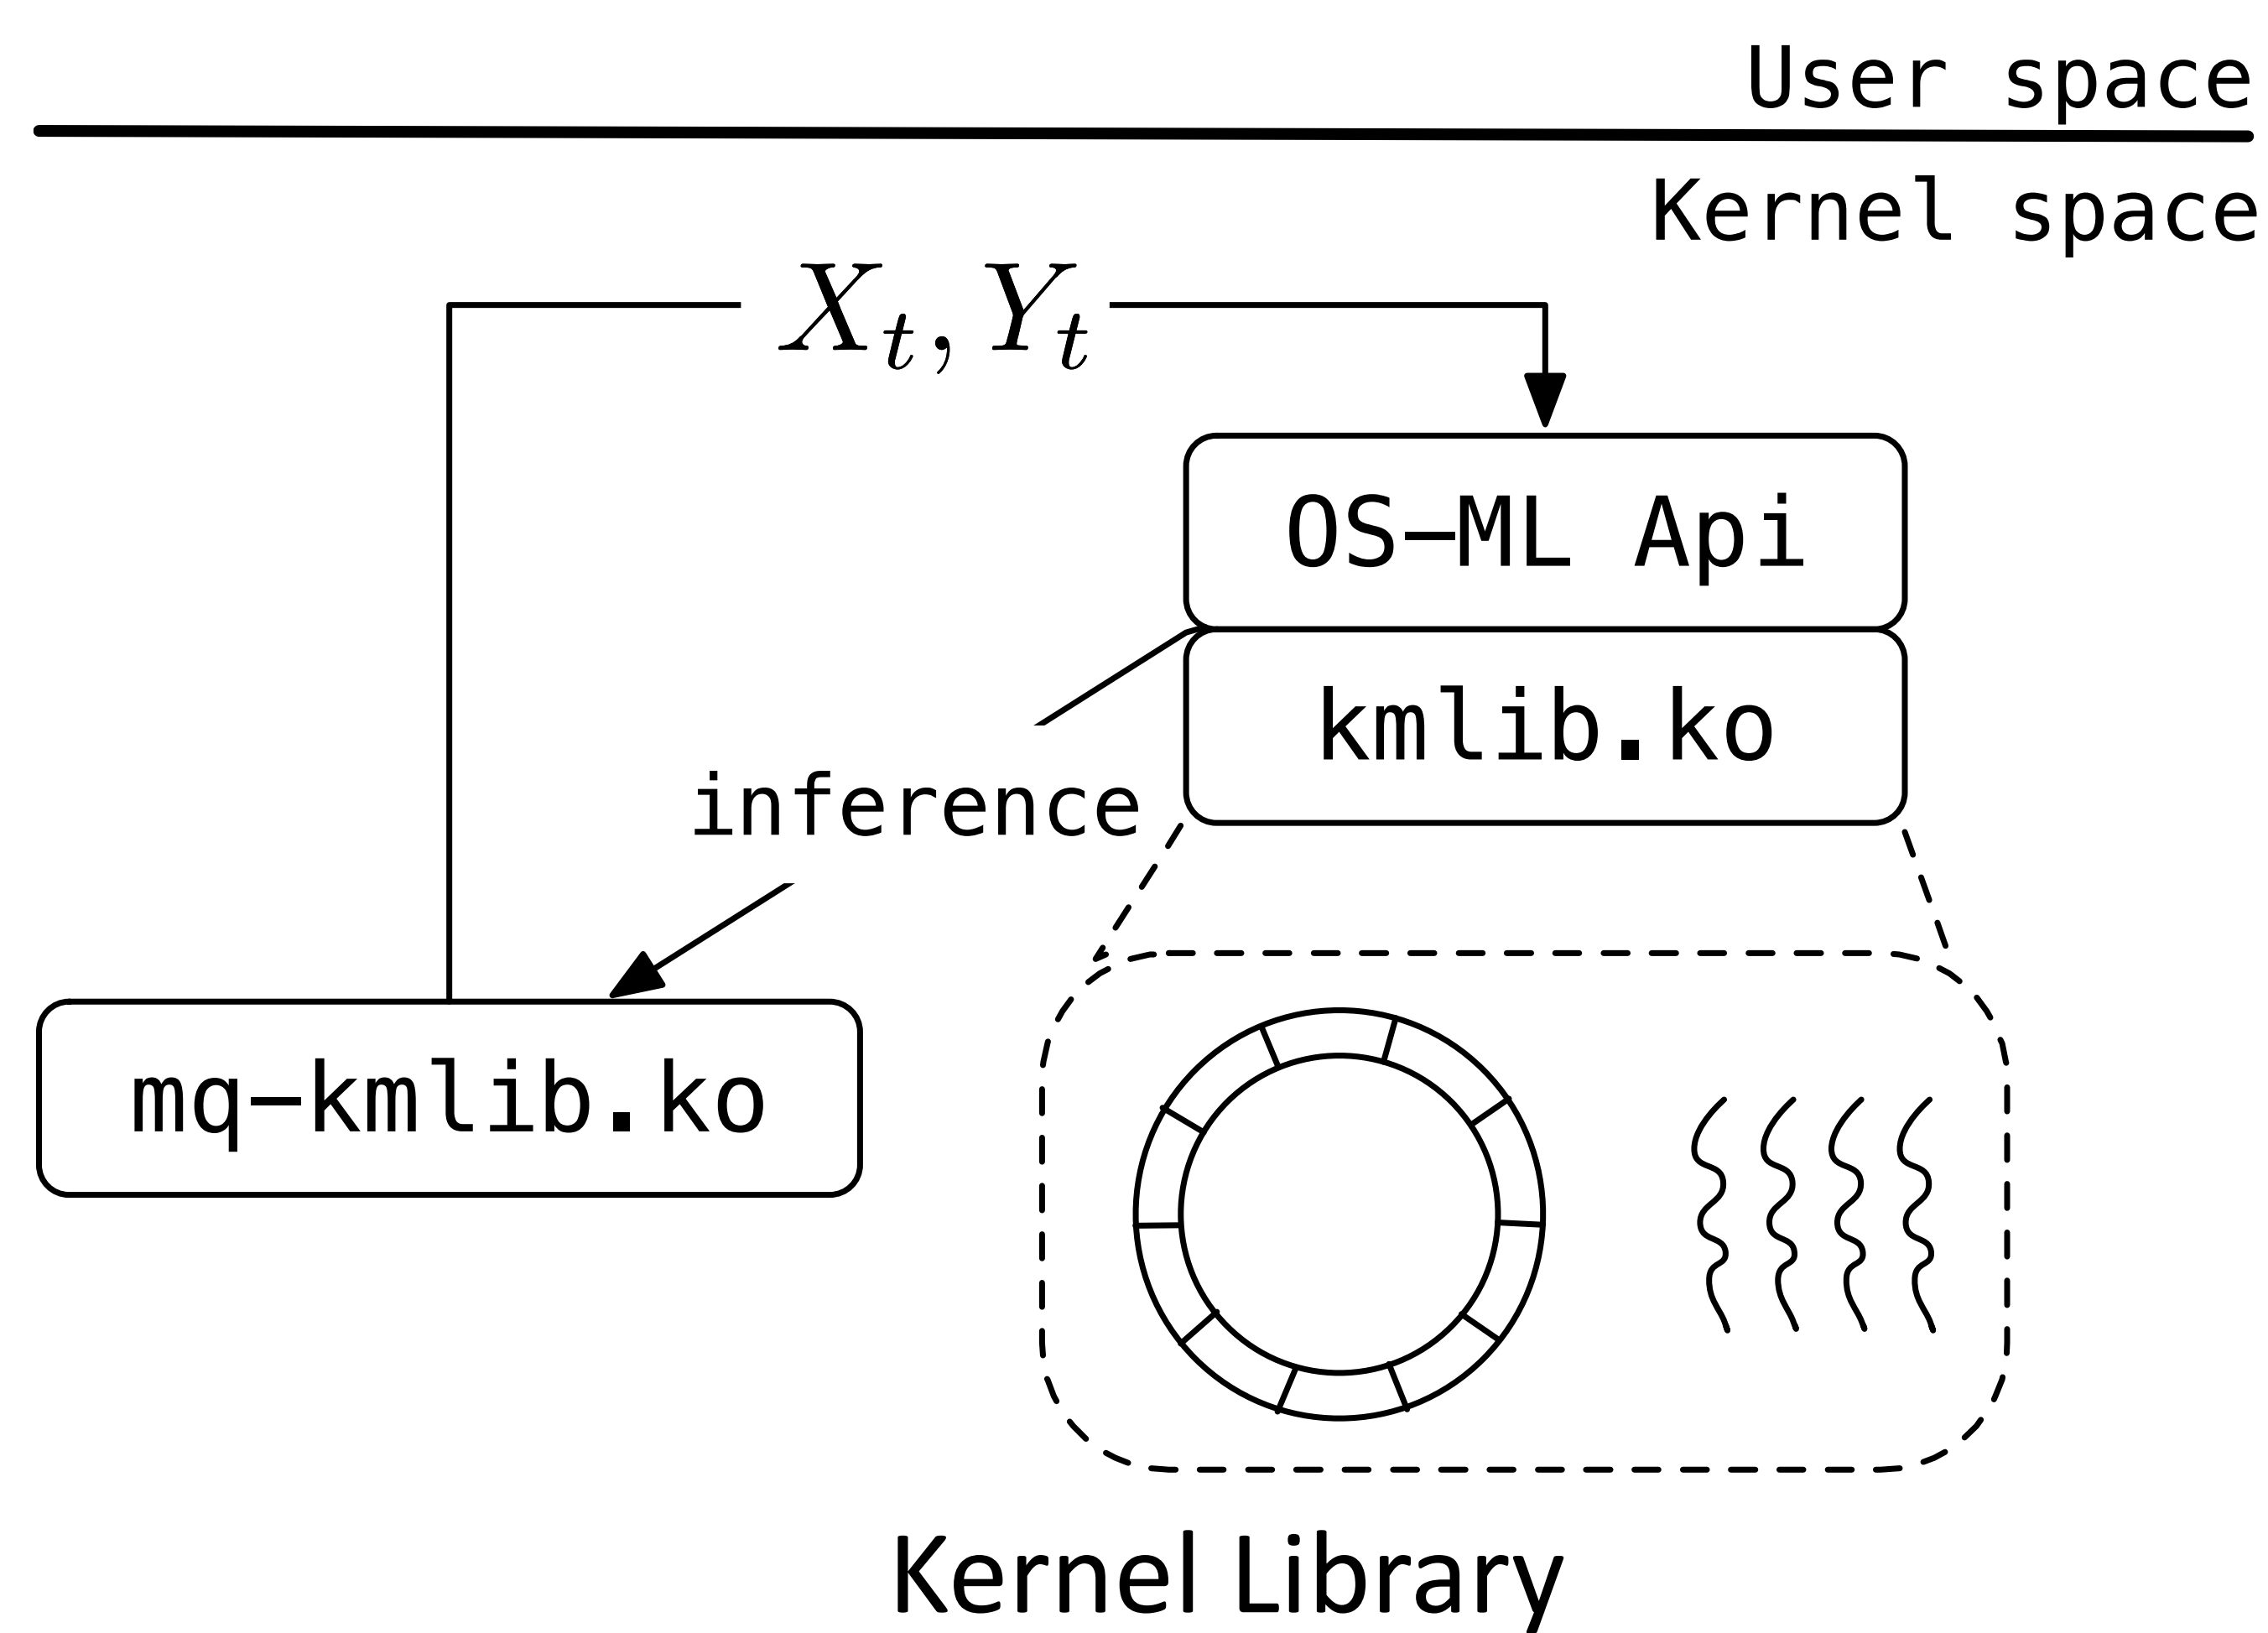 User space
Kernel space
X_t, Y_t
OS-ML Api
kmlib.ko
inference
mq-kmlib.ko
Kernel Library